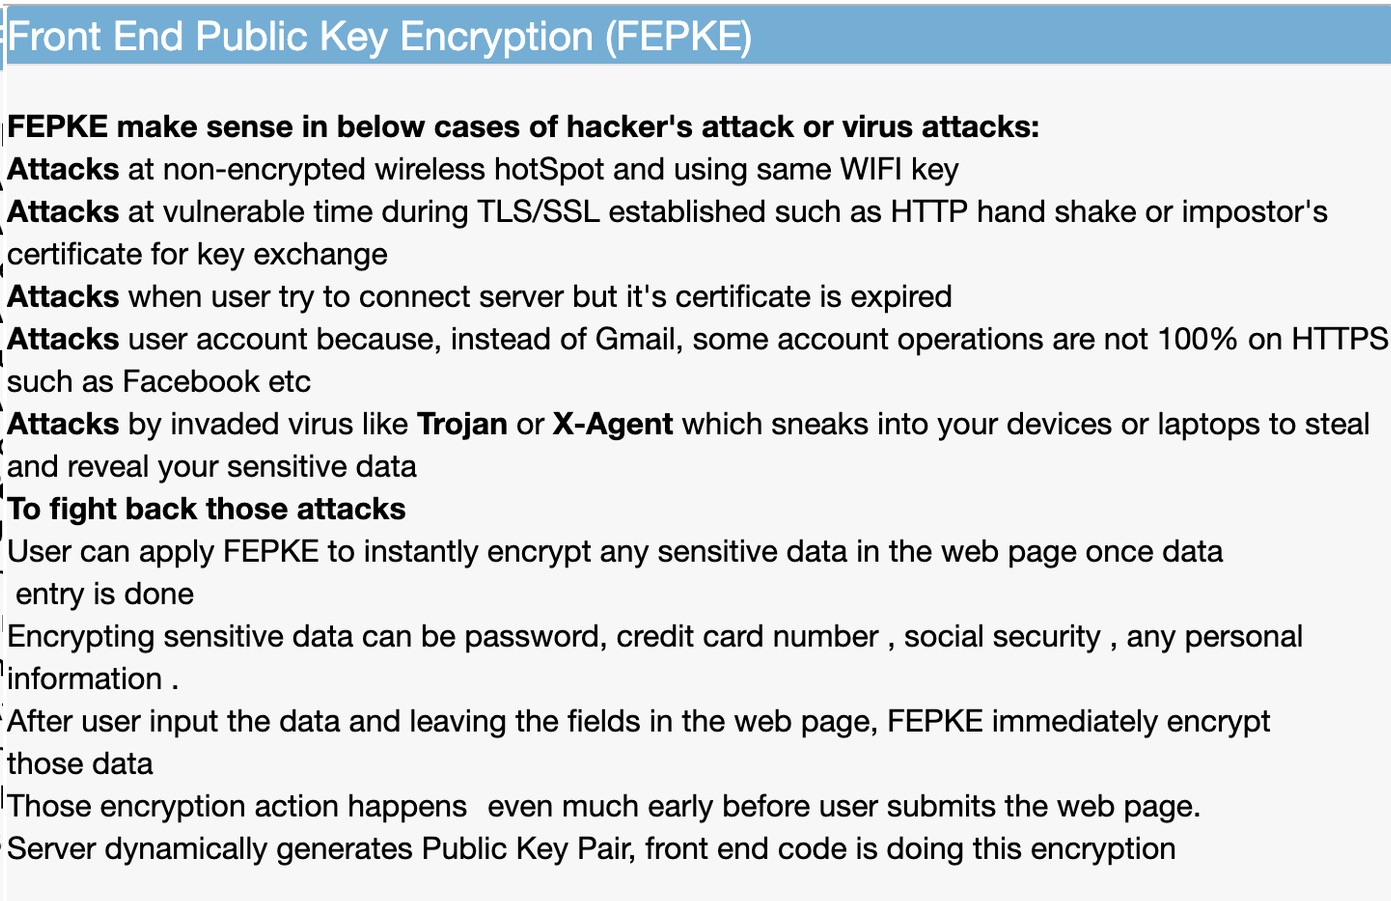 Front End Public Key Encryption (FEPKE)
FEPKE make sense in below cases of hacker's attack or virus attacks:
Attacks at non-encrypted wireless hotSpot and using same WIFI key
Attacks at vulnerable time during TLS/SSL established such as HTTP hand shake or impostor's
certificate for key exchange
Attacks when user try to connect server but it's certificate is expired
Attacks user account because, instead of Gmail, some account operations are not 100% on HTTPS
such as Facebook etc
Attacks by invaded virus like Trojan or X-Agent which sneaks into your devices or laptops to steal
and reveal your sensitive data
To fight back those attacks
User can apply FEPKE to instantly encrypt any sensitive data in the web page once data
entry is done
Encrypting sensitive data can be password, credit card number , social security , any personal
information .
After user input the data and leaving the fields in the web page, FEPKE immediately encrypt
those data
Those encryption action happens  even much early before user submits the web page.
Server dynamically generates Public Key Pair, front end code is doing this encryption